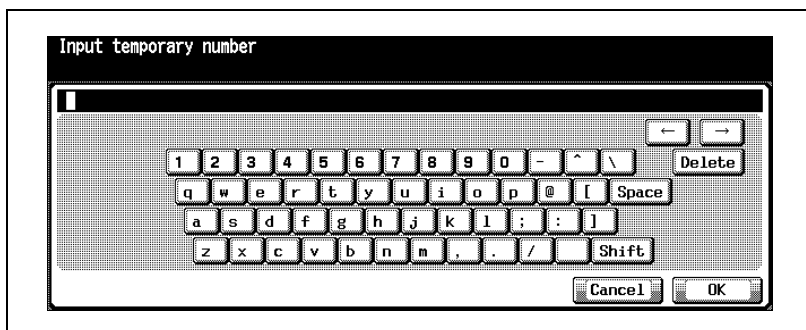 Input temporary number
← →
1 2 3 4 5 6 7 8 9 0 - ^ \ Delete
q w e r t y u i o p @ [ Space
a s d f g h j k l ; : ]
z x c v b n m , . / Shift
Cancel OK